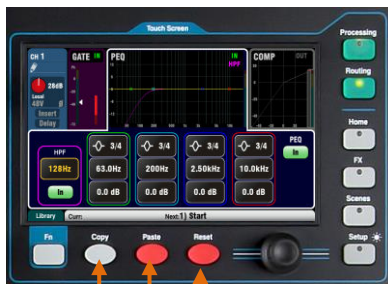 Touch Screen
CH 1
GATE IN
PEQ
IN
HPF
COMP OUT
28dB
Local
48V ø
Insert
Delay
HPF
128Hz
In
3/4
63.0Hz
0.0 dB
3/4
200Hz
0.0 dB
3/4
2.50kHz
0.0 dB
3/4
10.0kHz
0.0 dB
PEQ
In
Library
Curr:
Next:1) Start
Fn
Copy
Paste
Reset
Processing
Routing
Home
FX
Scenes
Setup